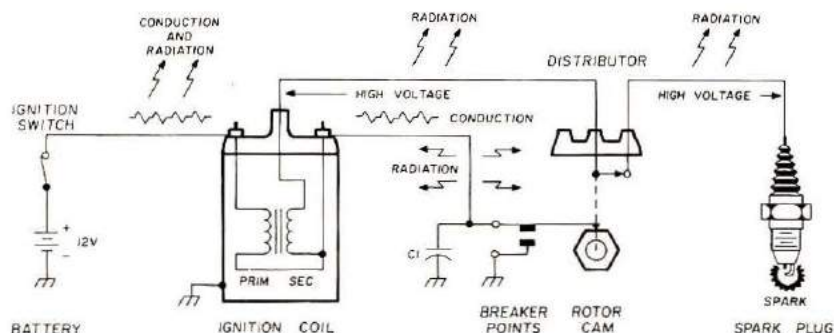 CONDUCTION
AND
RADIATION
RADIATION
RADIATION
DISTRIBUTOR
HIGH VOLTAGE
HIGH VOLTAGE
IGNITION
SWITCH
CONDUCTION
RADIATION
+
12V
-
C1
PRIM SEC
SPARK
BATTERY
IGNITION COIL
BREAKER
POINTS
ROTOR
CAM
SPARK PLUG